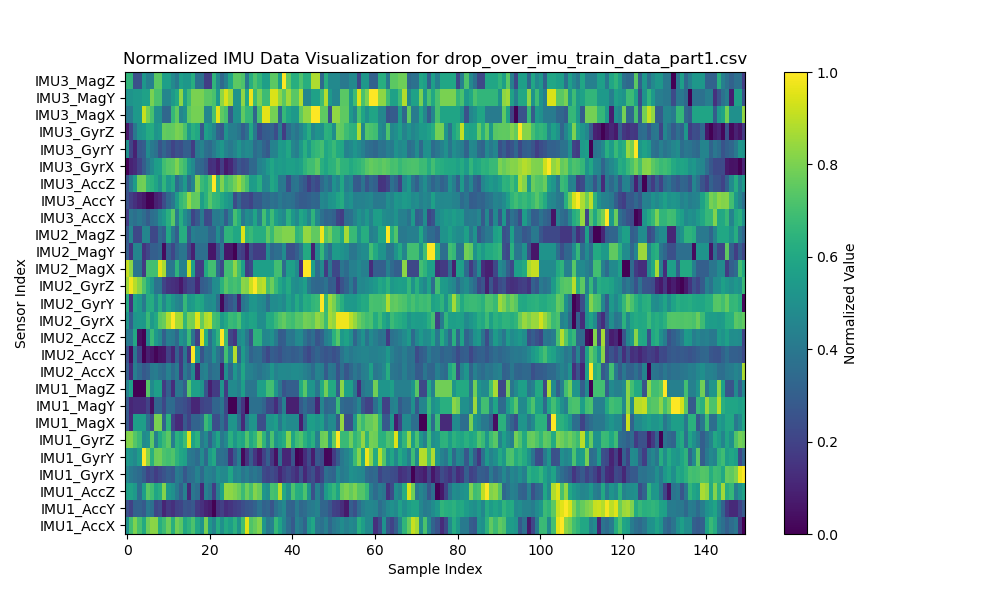 Normalized IMU Data Visualization for drop_over_imu_train_data_part1.csv
IMU3_MagZ
IMU3_MagY
IMU3_MagX
IMU3_GyrZ
IMU3_GyrY
IMU3_GyrX
IMU3_AccZ
IMU3_AccY
IMU3_AccX
IMU2_MagZ
IMU2_MagY
IMU2_MagX
IMU2_GyrZ
IMU2_GyrY
IMU2_GyrX
IMU2_AccZ
IMU2_AccY
IMU2_AccX
IMU1_MagZ
IMU1_MagY
IMU1_MagX
IMU1_GyrZ
IMU1_GyrY
IMU1_GyrX
IMU1_AccZ
IMU1_AccY
IMU1_AccX
Sensor Index
0 20 40 60 80 100 120 140
Sample Index
1.0
0.8
0.6
0.4
0.2
0.0
Normalized Value